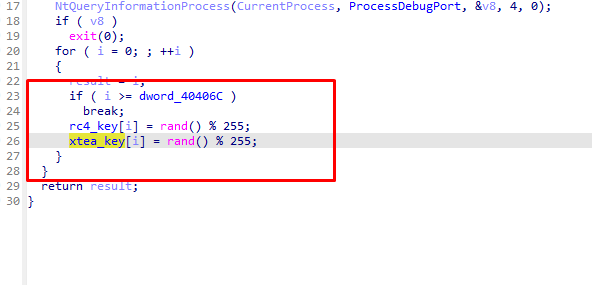 17 NtQueryInformationProcess(CurrentProcess, ProcessDebugPort, &v8, 4, 0);
18 if ( v8 )
19 exit(0);
20 for ( i = 0; ; ++i )
21 {
22 result = i;
23 if ( i >= dword_40406C )
24 break;
25 rc4_key[i] = rand() % 255;
26 xtea_key[i] = rand() % 255;
27 }
28 }
29 return result;
30 }